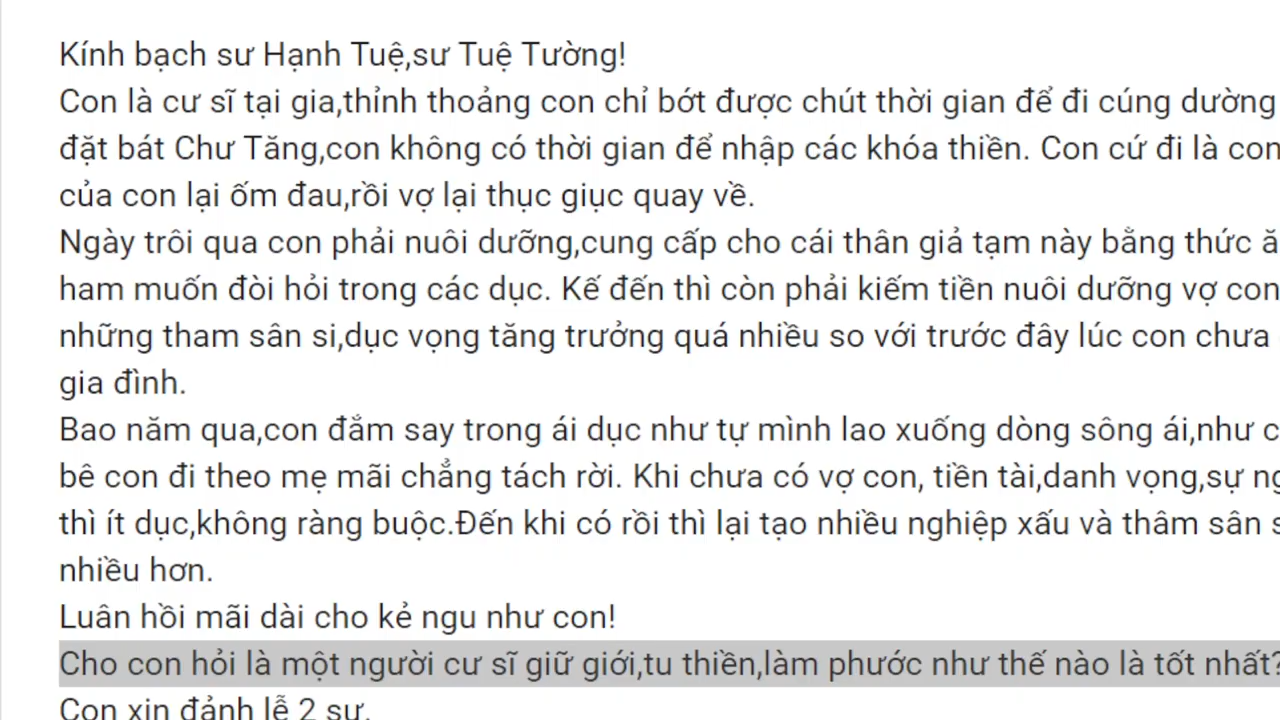 Kính bạch sư Hạnh Tuệ,sư Tuệ Tường!
Con là cư sĩ tại gia,thỉnh thoảng con chỉ bớt được chút thời gian để đi cúng dường
đặt bát Chư Tăng,con không có thời gian để nhập các khóa thiền. Con cứ đi là con
của con lại ốm đau,rồi vợ lại thục giục quay về.
Ngày trôi qua con phải nuôi dưỡng,cung cấp cho cái thân giả tạm này bằng thức
ham muốn đòi hỏi trong các dục. Kế đến thì còn phải kiếm tiền nuôi dưỡng vợ con
những tham sân si,dục vọng tăng trưởng quá nhiều so với trước đây lúc con chưa
gia đình.
Bao năm qua,con đắm say trong ái dục như tự mình lao xuống dòng sông ái,như
bê con đi theo mẹ mãi chẳng tách rời. Khi chưa có vợ con, tiền tài,danh vọng,sự
thì ít dục,không ràng buộc.Đến khi có rồi thì lại tạo nhiều nghiệp xấu và thâm sân
nhiều hơn.
Luân hồi mãi dài cho kẻ ngu như con!
Cho con hỏi là một người cư sĩ giữ giới,tu thiền,làm phước như thế nào là tốt nhất?
Con xin đảnh lễ 2 sư.